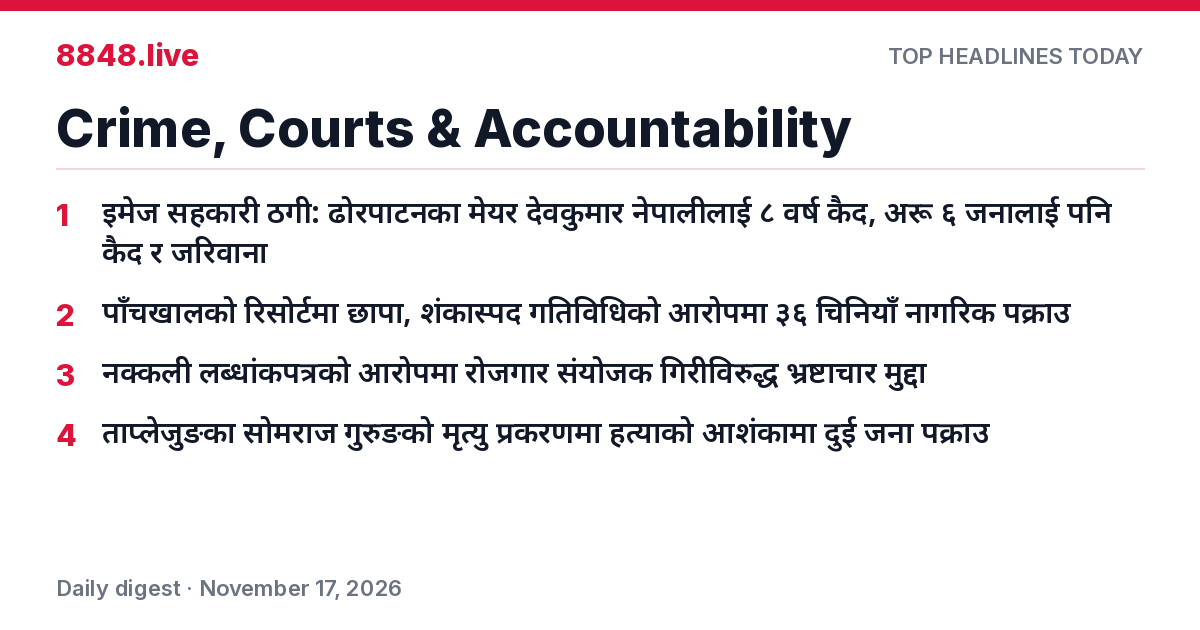 8848.live
TOP HEADLINES TODAY
Crime, Courts & Accountability
1 इमेज सहकारी ठगी: ढोरपाटनका मेयर देवकुमार नेपालीलाई ८ वर्ष कैद, अरू ६ जनालाई पनि
कैद र जरिवाना
2 पाँचखालको रिसोर्टमा छापा, शंकास्पद गतिविधिको आरोपमा ३६ चिनियाँ नागरिक पक्राउ
3 नक्कली लब्धांकपत्रको आरोपमा रोजगार संयोजक गिरीविरुद्ध भ्रष्टाचार मुद्दा
4 ताप्लेजुङका सोमराज गुरुङको मृत्यु प्रकरणमा हत्याको आशंकामा दुई जना पक्राउ
Daily digest · November 17, 2026